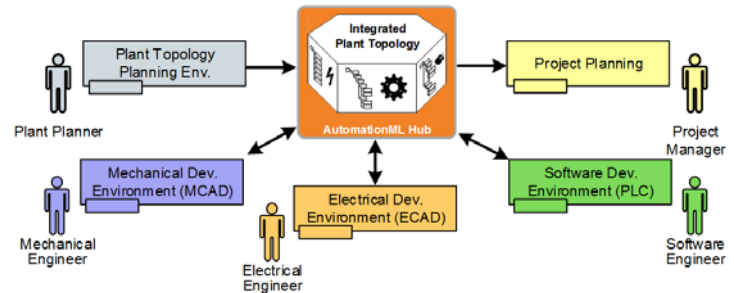 Integrated
Plant Topology
AutomationML Hub
Plant Topology
Planning Env.
Plant Planner
Project Planning
Project
Manager
Mechanical Dev.
Environment (MCAD)
Mechanical
Engineer
Electrical Dev.
Environment (ECAD)
Electrical
Engineer
Software Dev.
Environment (PLC)
Software
Engineer